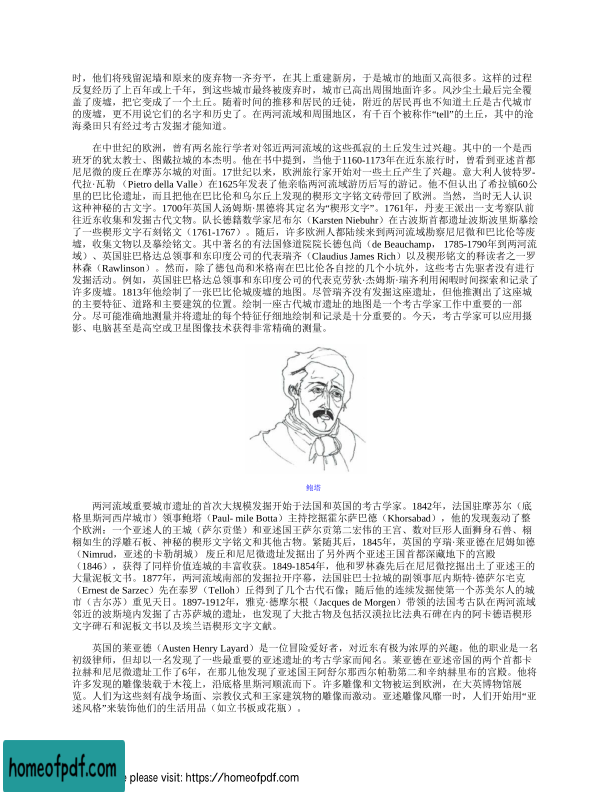 时，他们将残留泥墙和原来的废弃物一齐夯平，在其上重建新房，于是城市的地面又高很多。这样的过程
反复经历了上百年或上千年，到这些城市最终被废弃时，城市已高出周围地面许多。风沙尘土最后完全覆
盖了废墟，把它变成了一个土丘。随着时间的推移和居民的迁徒，附近的居民再也不知道土丘是古代城市
的废墟，更不用说它们的名字和历史了。在两河流域和周围地区，有千百个被称作“tell”的土丘，其中的沧
海桑田只有经过考古发掘才能知道。
在中世纪的欧洲，曾有两名旅行学者对邻近两河流域的这些孤寂的土丘发生过兴趣。其中的一个是西
班牙的犹太教士、图戴拉城的本杰明。他在书中提到，当他于1160-1173年在近东旅行时，曾看到亚述首都
尼尼微的废丘在摩苏尔城的对面。17世纪以来，欧洲旅行家开始对一些土丘产生了兴趣。意大利人彼特罗-
代拉·瓦勒 （Pietro della Valle）在1625年发表了他亲临两河流域游历后写的游记。他不但认出了希拉镇60公
里的巴比伦遗址，而且把他在巴比伦和乌尔丘上发现的楔形文字铭文砖带回了欧洲。当然，当时无人认识
这种神秘的古文字。1700年英国人汤姆斯·黑德将其定名为“楔形文字”。1761年，丹麦王派出一支考察队前
往近东收集和发掘古代文物。队长德籍数学家尼布尔（Karsten Niebuhr）在古波斯首都遗址波斯波里斯摹绘
了一些楔形文字石刻铭文（1761-1767）。随后，许多欧洲人都陆续来到两河流域勘察尼尼微和巴比伦等废
墟，收集文物以及摹绘铭文。其中著名的有法国修道院院长德包尚（de Beauchamp， 1785-1790年到两河流
域）、英国驻巴格达总领事和东印度公司的代表瑞齐（Claudius James Rich）以及楔形铭文的释读者之一罗
林森（Rawlinson）。然而，除了德包尚和米格南在巴比伦各自挖的几个小坑外，这些考古先驱者没有进行
发掘活动。例如，英国驻巴格达总领事和东印度公司的代表克劳狄·杰姆斯·瑞齐利用闲暇时间探索和记录了
许多废墟。1813年他绘制了一张巴比伦城废墟的地图。尽管瑞齐没有发掘这座遗址，但他推测出了这座城
的主要特征、道路和主要建筑的位置。绘制一座古代城市遗址的地图是一个考古学家工作中重要的一部
分。尽可能准确地测量并将遗址的每个特征仔细地绘制和记录是十分重要的。今天，考古学家可以应用摄
影、电脑甚至是高空或卫星图像技术获得非常精确的测量。
鲍塔
两河流域重要城市遗址的首次大规模发掘开始于法国和英国的考古学家。1842年，法国驻摩苏尔（底
格里斯河西岸城市）领事鲍塔（Paul- mile Botta）主持挖掘霍尔萨巴德（Khorsabad），他的发现轰动了整
个欧洲：一个亚述人的王城（萨尔贡堡）和亚述国王萨尔贡第二宏伟的王宫、数对巨形人面狮身石兽、栩
栩如生的浮雕石板、神秘的楔形文字铭文和其他古物。紧随其后，1845年，英国的亨瑞·莱亚德在尼姆如德
（Nimrud，亚述的卡勒胡城） 废丘和尼尼微遗址发掘出了另外两个亚述王国首都深藏地下的宫殿
（1846），获得了同样价值连城的丰富收获。1849-1854年，他和罗林森先后在尼尼微挖掘出土了亚述王的
大量泥板文书。1877年，两河流域南部的发掘拉开序幕，法国驻巴士拉城的副领事厄内斯特·德萨尔宅克
（Ernest de Sarzec）先在泰罗（Telloh）丘得到了几个古代石像；随后他的连续发掘使第一个苏美尔人的城
市（吉尔苏）重见天日。1897-1912年，雅克·德摩尔根（Jacques de Morgen）带领的法国考古队在两河流域
邻近的波斯境内发掘了古苏萨城的遗址，也发现了大批古物及包括汉漠拉比法典石碑在内的阿卡德语楔形
文字碑石和泥板文书以及埃兰语楔形文字文献。
英国的莱亚德（Austen Henry Layard）是一位冒险爱好者，对近东有极为浓厚的兴趣。他的职业是一名
初级律师，但却以一名发现了一些最重要的亚述遗址的考古学家而闻名。莱亚德在亚述帝国的两个首都卡
拉赫和尼尼微遗址工作了6年，在那儿他发现了亚述国王阿舒尔那西尔帕勒第二和辛纳赫里布的宫殿。他将
许多发现的雕像装载于木筏上，沿底格里斯河顺流而下。许多雕像和文物被运到欧洲，在大英博物馆展
览。人们为这些刻有战争场面、宗教仪式和王家建筑物的雕像而激动。亚述雕像风靡一时，人们开始用“亚
述风格”来装饰他们的生活用品（如立书板或花瓶）。
homeofpdf.com
e please visit: https://homeofpdf.com